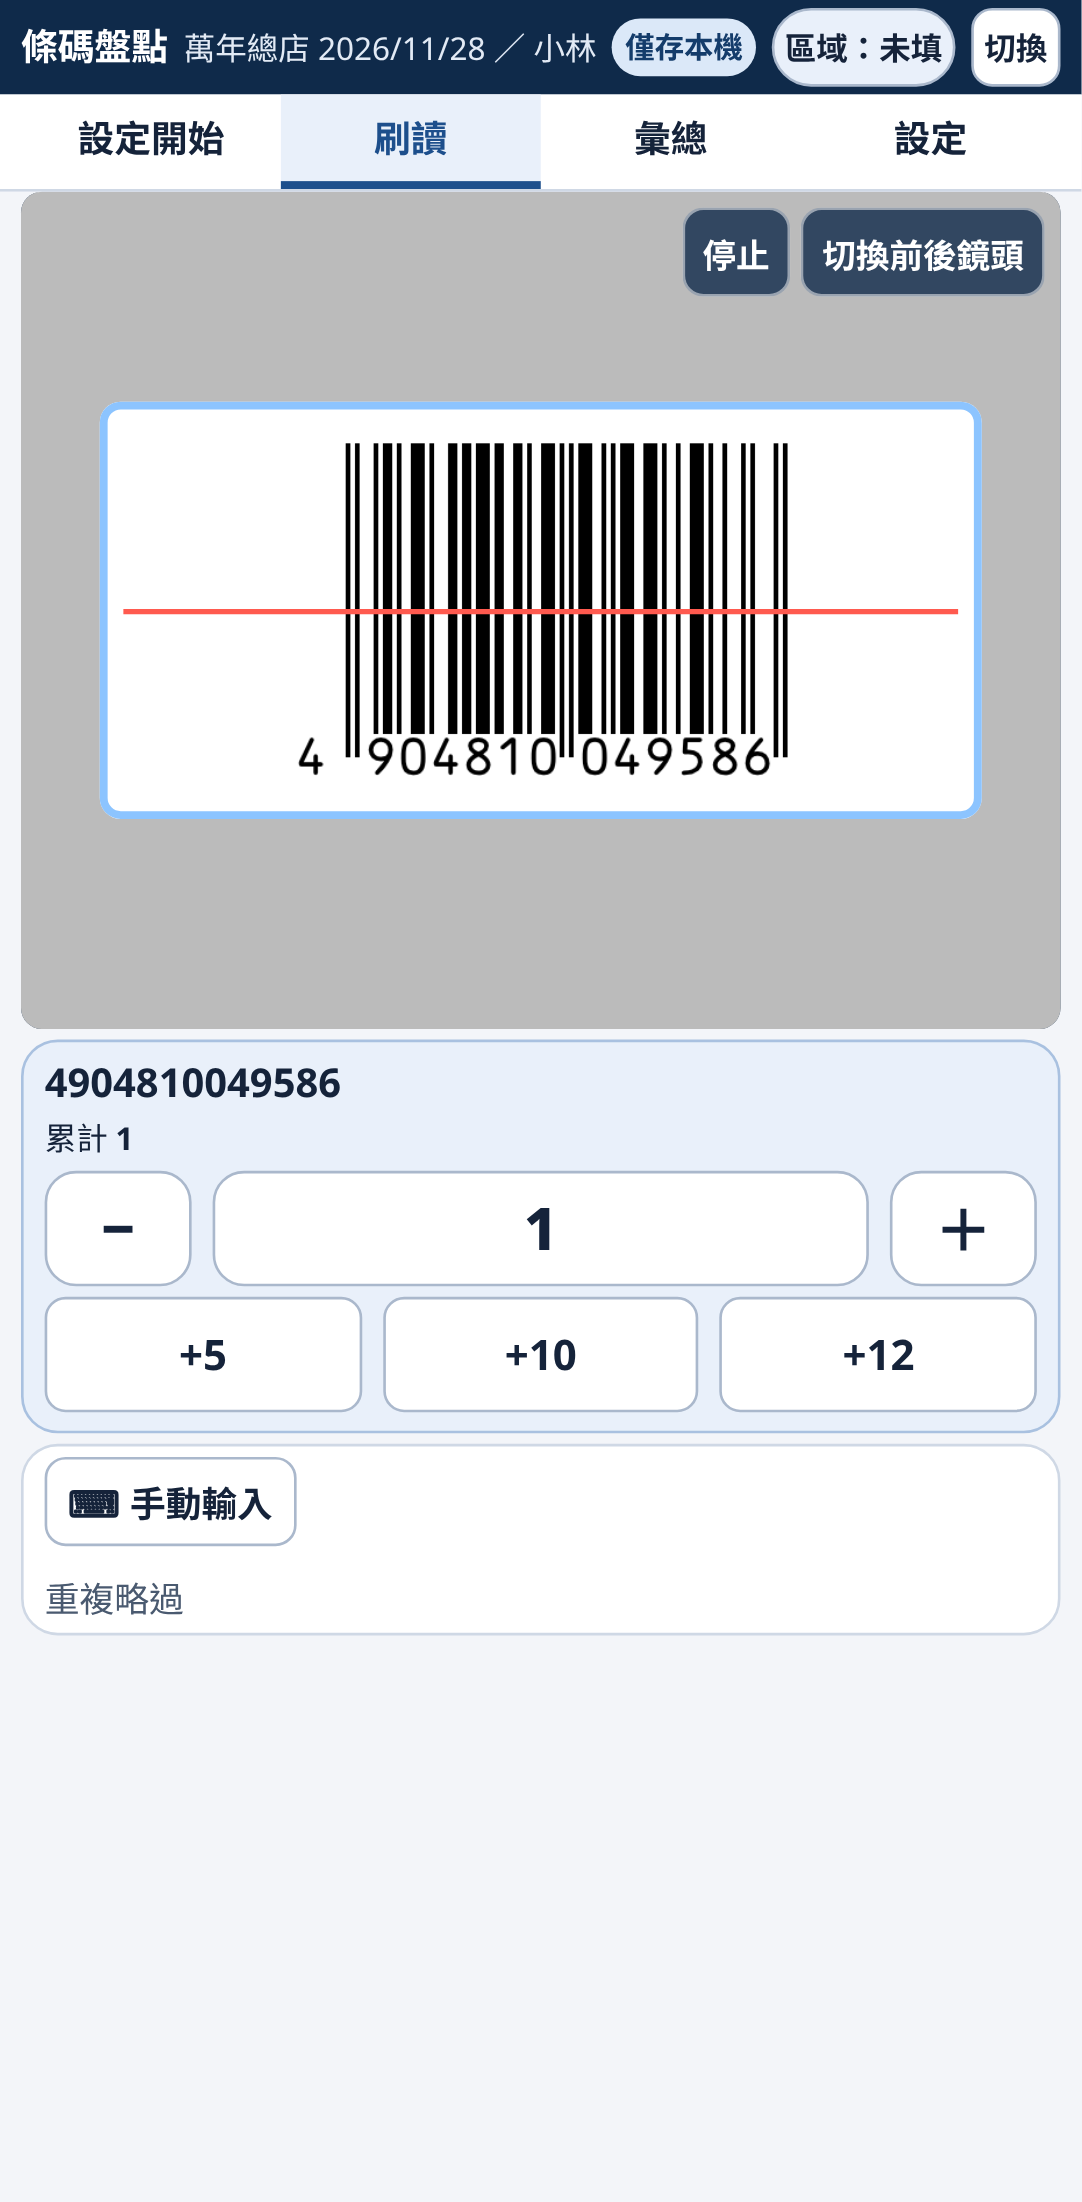 條碼盤點 萬年總店 2026/11/28 ／ 小林 僅存本機 區域：未填 切換
設定開始 刷讀 彙總 設定
停止 切換前後鏡頭
4 904810 049586
4904810049586
累計 1
− 1 ＋
+5 +10 +12
⌨ 手動輸入
重複略過